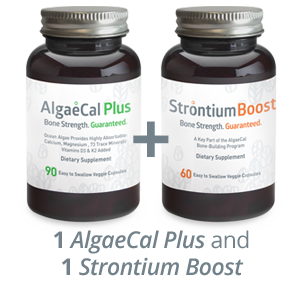 AlgaeCal Plus
Bone Strength. Guaranteed.
Ocean Algae Provides Highly Absorbable
Calcium, Magnesium, 73 Trace Minerals
Vitamins D3 & K2 Added
Dietary Supplement
90 Easy to Swallow Veggie Capsules
+
Strontium Boost
Bone Strength. Guaranteed.
A Key Part of the AlgaeCal
Bone-Building Program
Dietary Supplement
60 Easy to Swallow Veggie Capsules
1 AlgaeCal Plus and
1 Strontium Boost